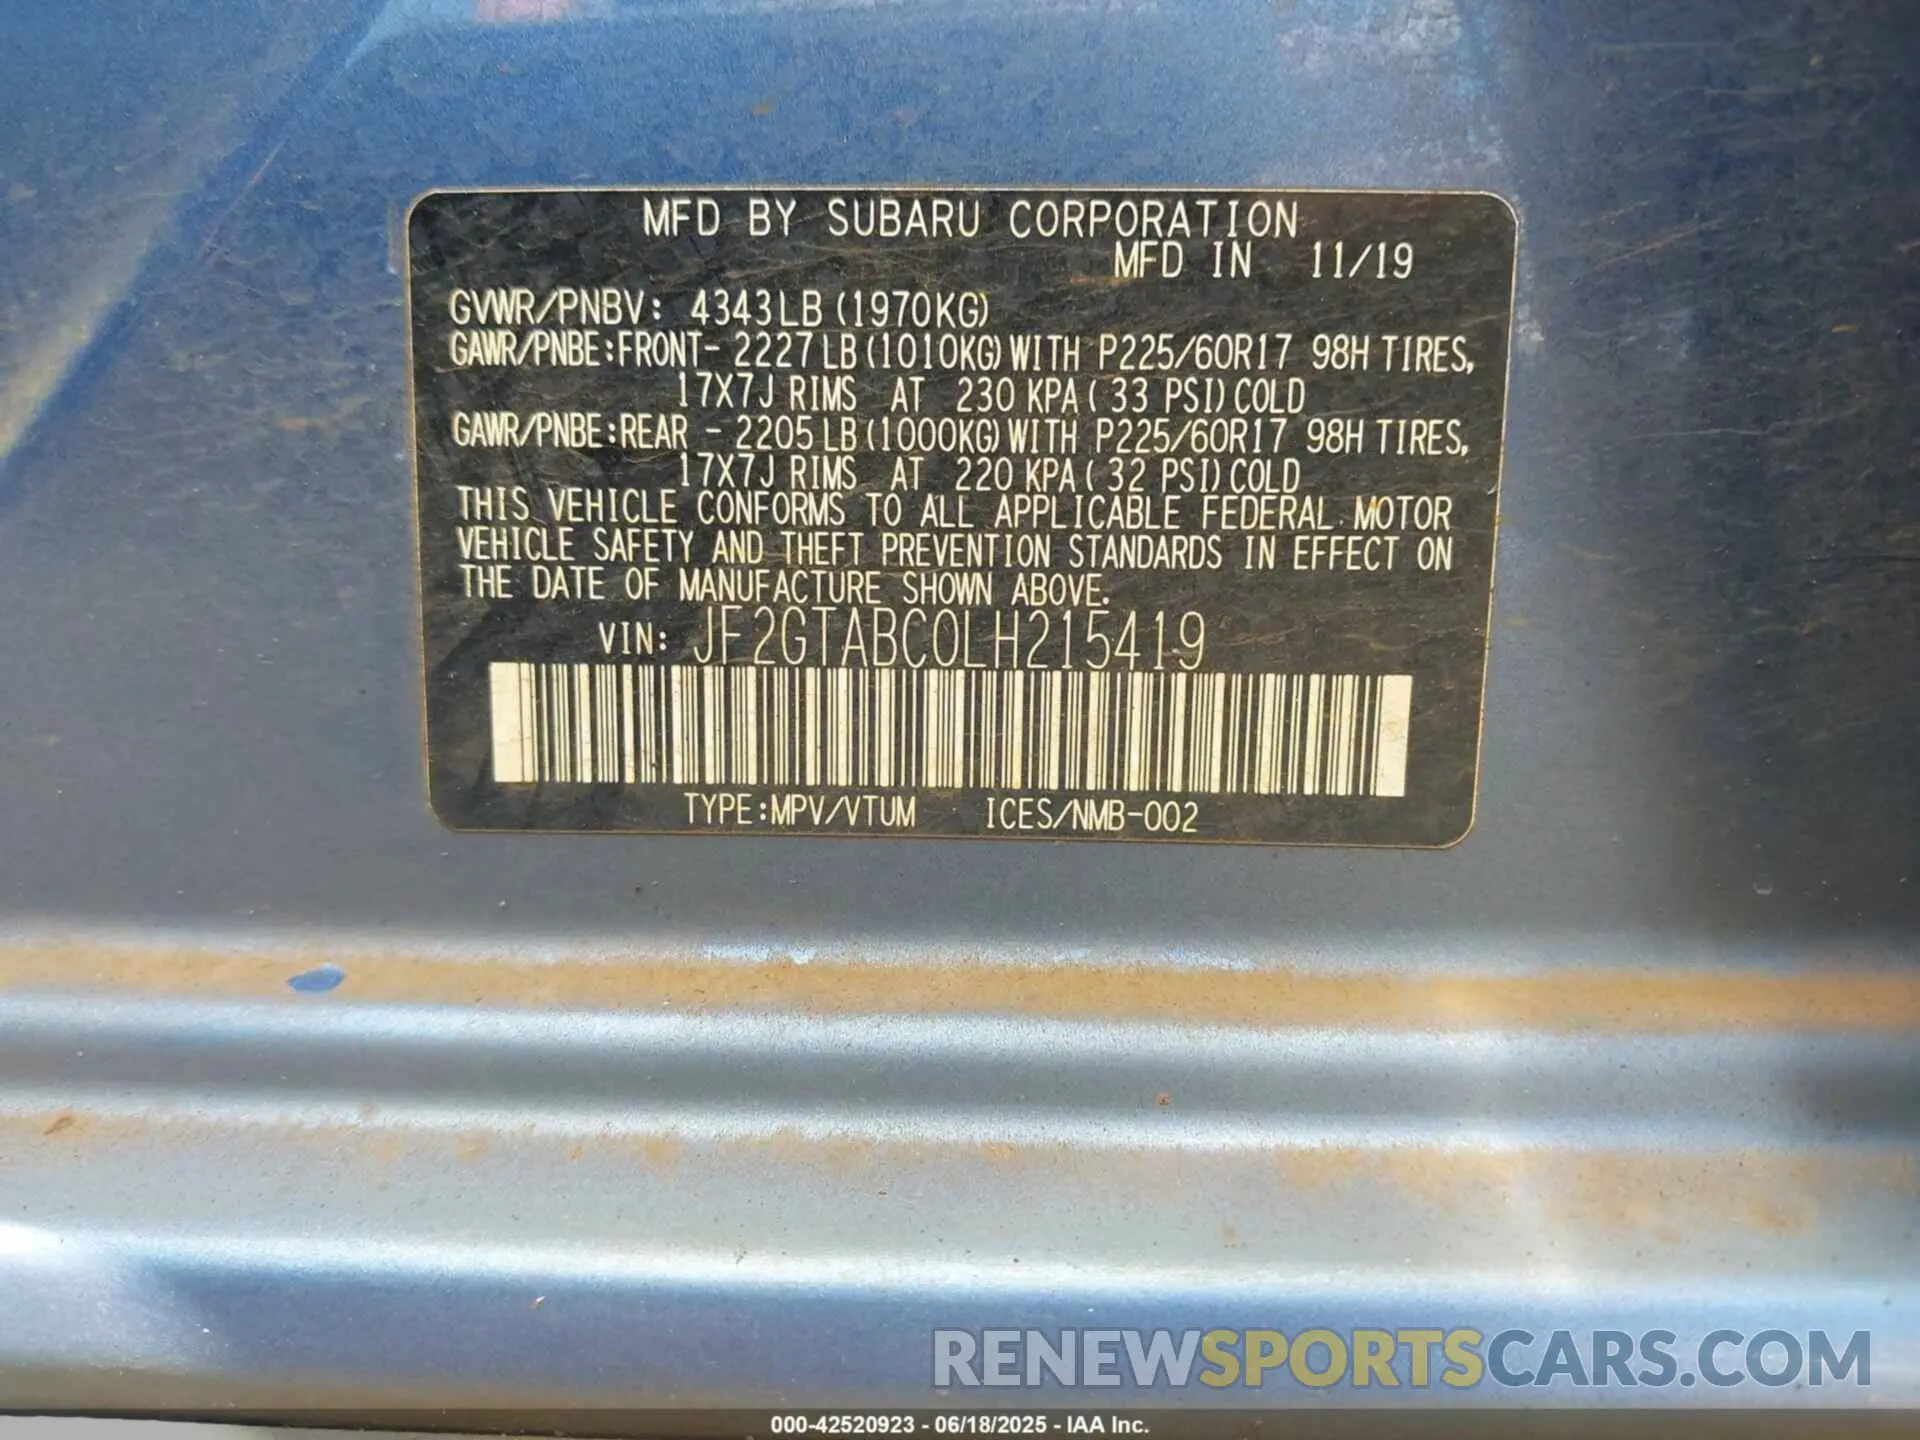 MFD BY SUBARU CORPORATION
MFD IN 11/19
GVWR/PNBV: 4343LB (1970KG)
GAWR/PNBE:FRONT- 2227LB(1010KG)WITH P225/60R17 98H TIRES,
17X7J RIMS AT 230 KPA( 33 PSI)COLD
GAWR/PNBE:REAR - 2205LB(1000KG)WITH P225/60R17 98H TIRES,
17X7J RIMS AT 220 KPA( 32 PSI)COLD
THIS VEHICLE CONFORMS TO ALL APPLICABLE FEDERAL MOTOR
VEHICLE SAFETY AND THEFT PREVENTION STANDARDS IN EFFECT ON
THE DATE OF MANUFACTURE SHOWN ABOVE.
VIN: JF2GTABC0LH215419
TYPE:MPV/VTUM ICES/NMB-002
RENEWSPORTSCARS.COM
000-42520923 - 06/18/2025 - IAA Inc.